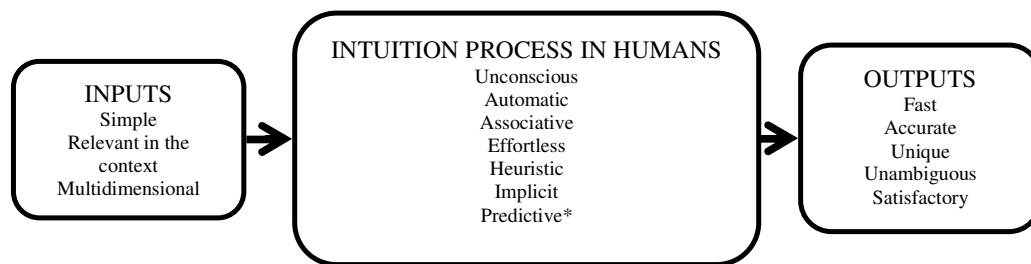 INPUTS
Simple
Relevant in the
context
Multidimensional
INTUITION PROCESS IN HUMANS
Unconscious
Automatic
Associative
Effortless
Heuristic
Implicit
Predictive*
OUTPUTS
Fast
Accurate
Unique
Unambiguous
Satisfactory